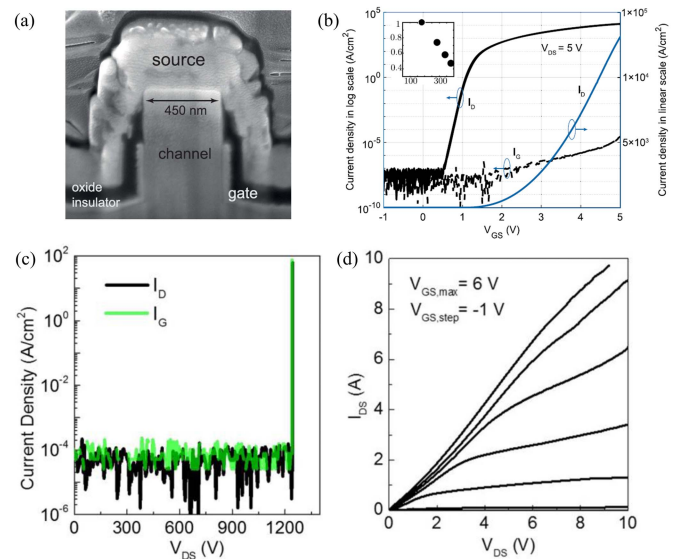 (a)
source
450 nm
channel
oxide
insulator
gate
(b)
Current density in log scale (A/cm²)
10⁵
10⁰
10⁻⁵
10⁻¹⁰
1
0.8
0.6
0.4
100
300
V_DS = 5 V
I_D
I_D
I_G
-1
0
1
2
3
4
5
V_GS (V)
1×10⁵
1×10⁴
5×10³
Current density in linear scale (A/cm²)
(c)
Current Density (A/cm²)
10²
10⁰
10⁻²
10⁻⁴
10⁻⁶
I_D
I_G
0
300
600
900
1200
V_DS (V)
(d)
V_GS,max = 6 V
V_GS,step = -1 V
I_DS (A)
10
8
6
4
2
0
0
2
4
6
8
10
V_DS (V)